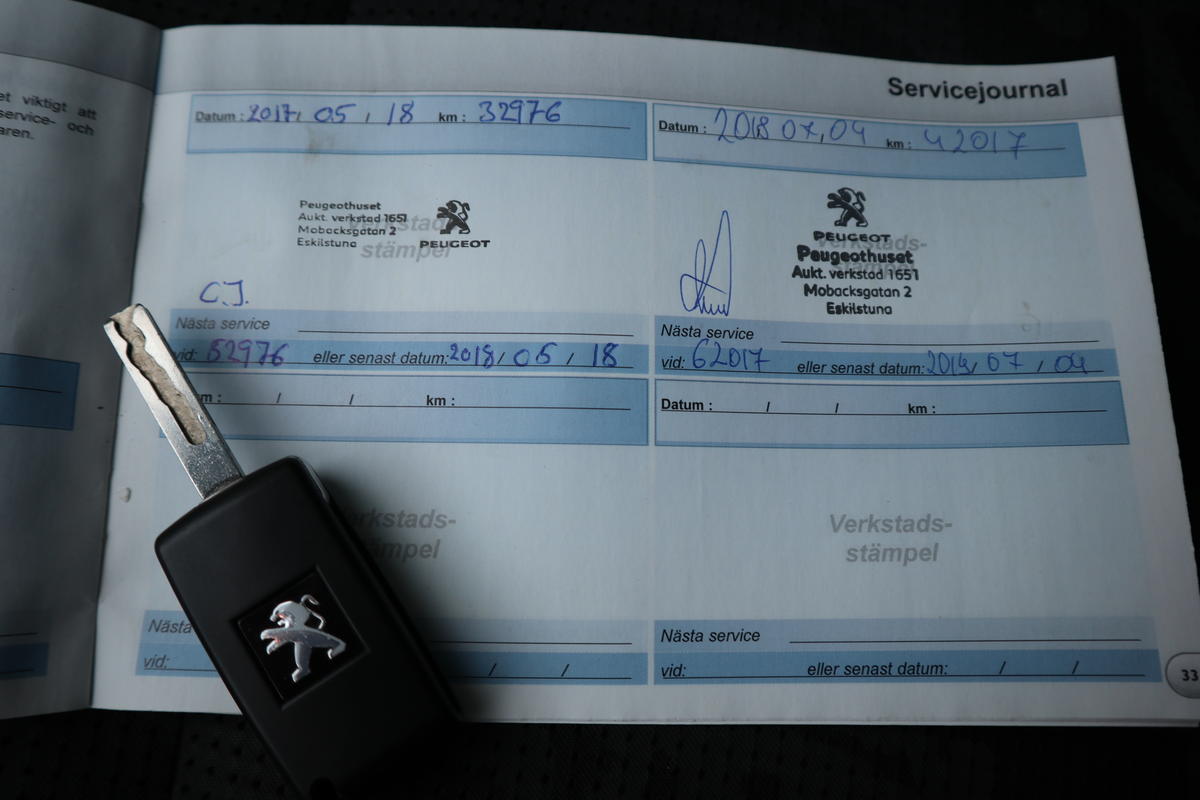 et viktigt att
service- och
aren.
Servicejournal
Datum : 2017 / 05 / 18 km : 32976
Peugeothuset
Aukt. verkstad 1651
Mobacksgatan 2
Eskilstuna
PEUGEOT
Verkstads-
stämpel
C.J.
Nästa service
vid: 52976 eller senast datum: 2018 / 05 / 18
Datum : 2018 07, 04 km : 42017
PEUGEOT
Peugeothuset
Aukt. verkstad 1651
Mobacksgatan 2
Eskilstuna
Verkstads-
Nästa service
vid: 62017 eller senast datum: 2019 / 07 / 04
m : / / km :
erkstads-
ämpel
Nästa
vid: / /
Datum : / / km :
Verkstads-
stämpel
Nästa service
vid: eller senast datum: / /
33